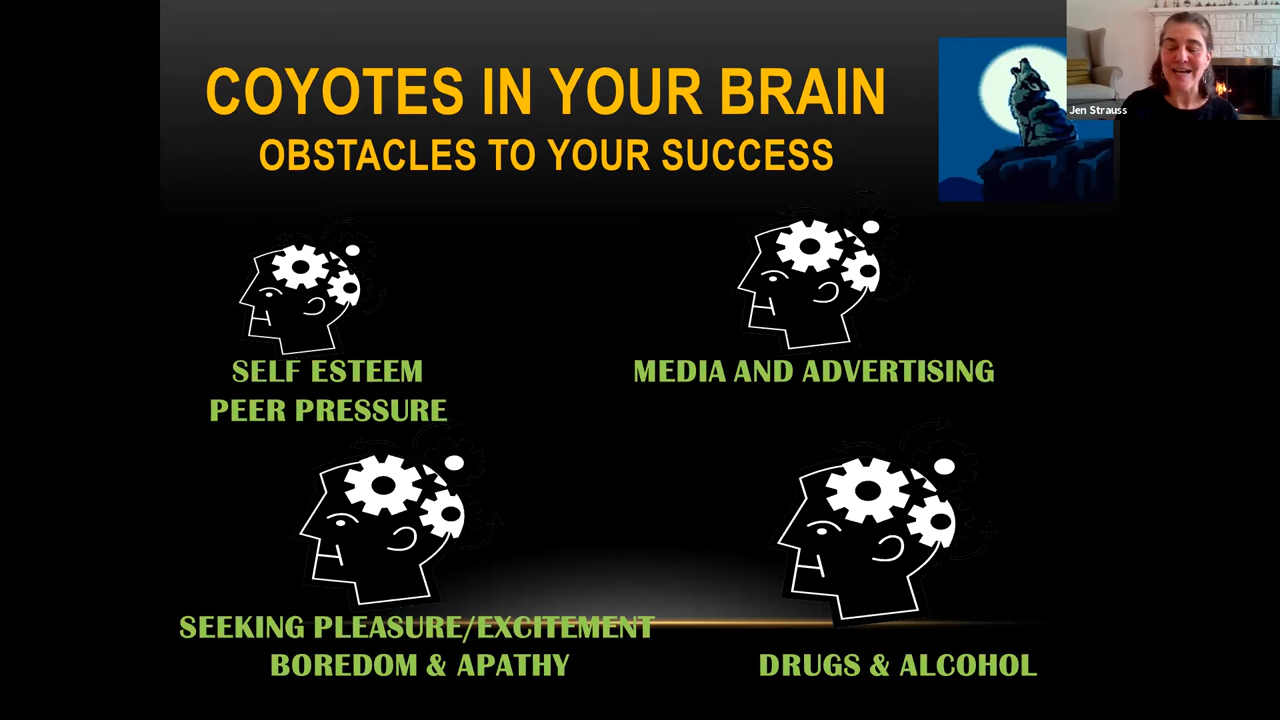 COYOTES IN YOUR BRAIN
OBSTACLES TO YOUR SUCCESS
Jen Strauss
SELF ESTEEM
PEER PRESSURE
MEDIA AND ADVERTISING
SEEKING PLEASURE/EXCITEMENT
BOREDOM & APATHY
DRUGS & ALCOHOL